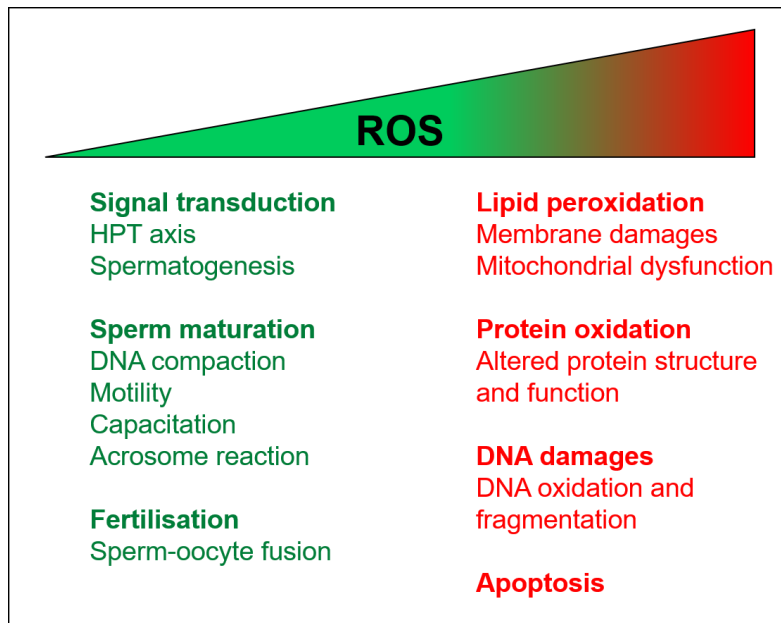 ROS
Signal transduction
HPT axis
Spermatogenesis
Sperm maturation
DNA compaction
Motility
Capacitation
Acrosome reaction
Fertilisation
Sperm-oocyte fusion
Lipid peroxidation
Membrane damages
Mitochondrial dysfunction
Protein oxidation
Altered protein structure
and function
DNA damages
DNA oxidation and
fragmentation
Apoptosis